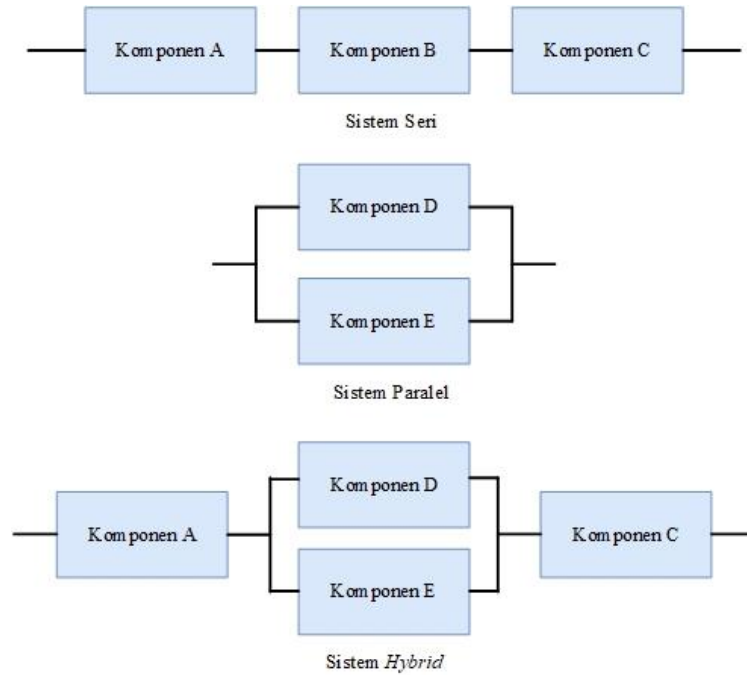 Komponen A
Komponen B
Komponen C
Sistem Seri
Komponen D
Komponen E
Sistem Paralel
Komponen D
Komponen A
Komponen C
Komponen E
Sistem Hybrid